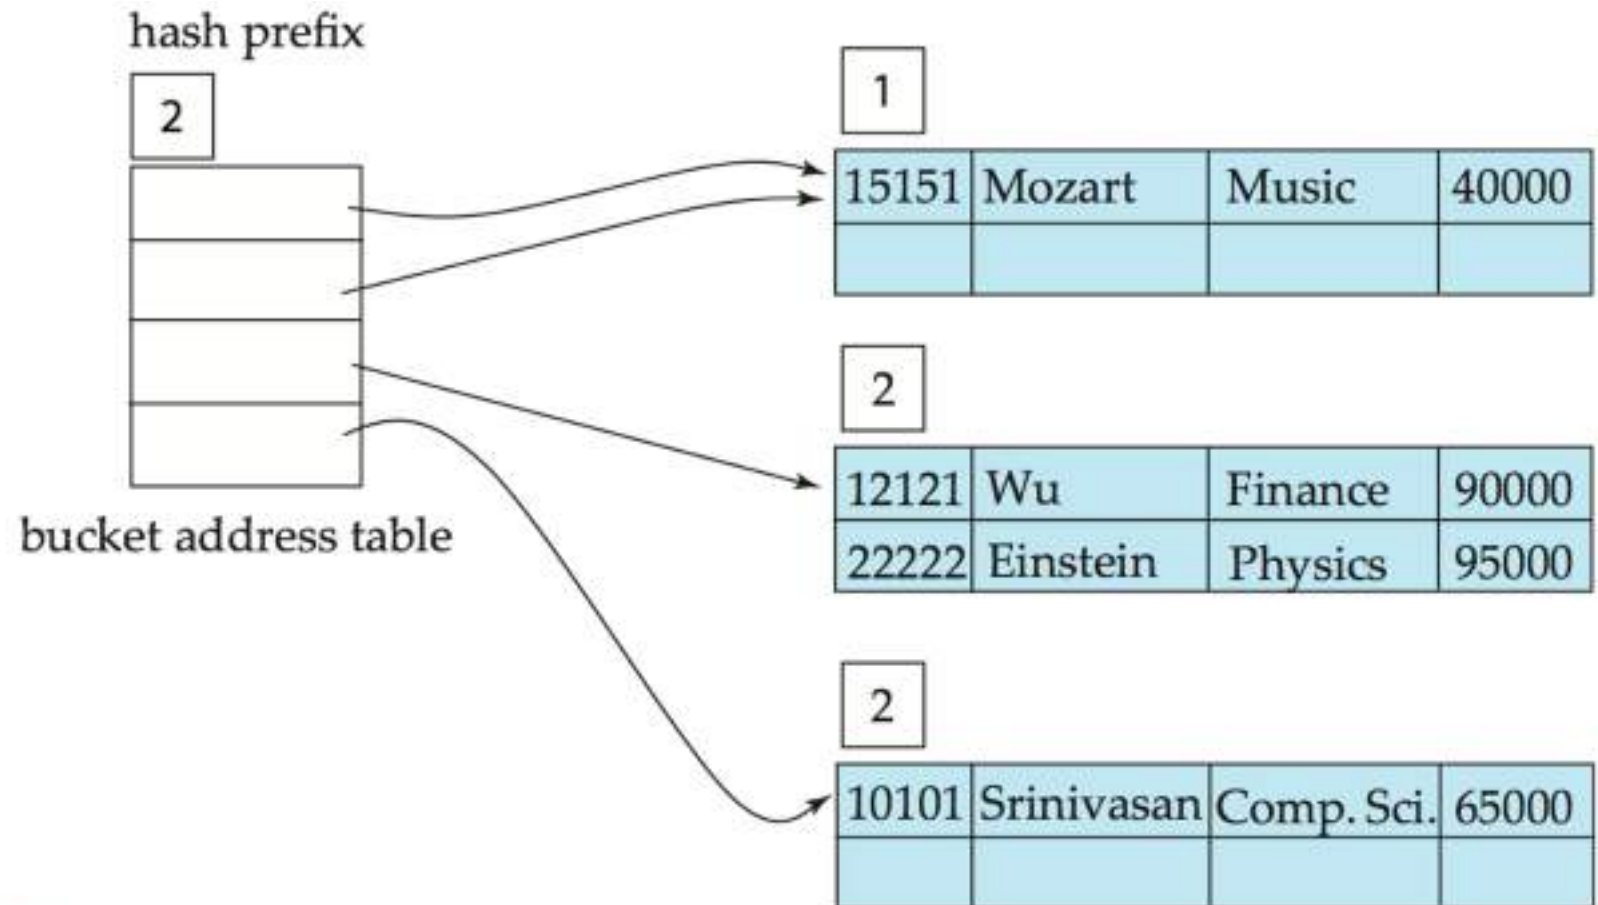 hash prefix
2
bucket address table
1
15151 Mozart Music 40000
2
12121 Wu Finance 90000
22222 Einstein Physics 95000
2
10101 Srinivasan Comp. Sci. 65000